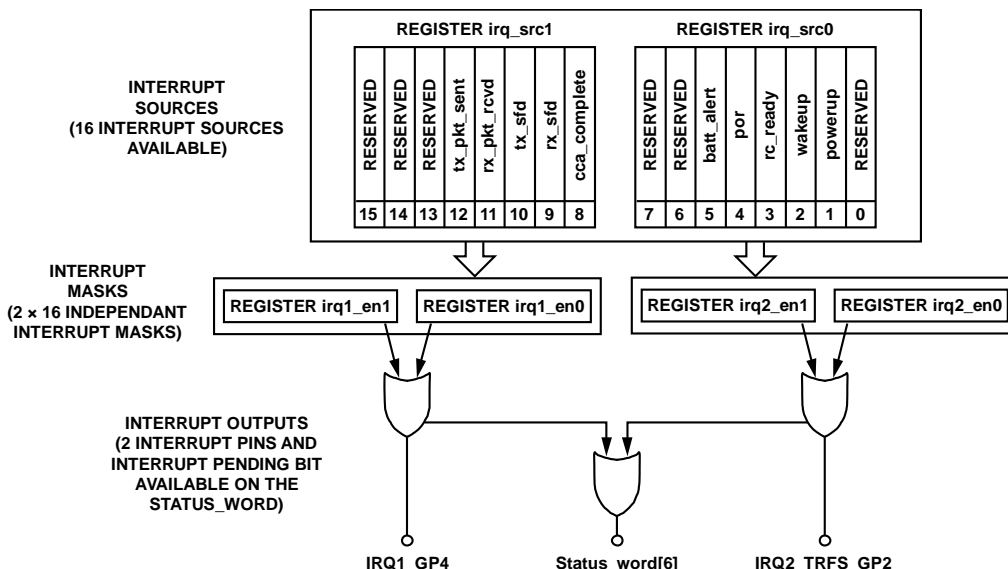 REGISTER irq_src1
REGISTER irq_src0
INTERRUPT
SOURCES
(16 INTERRUPT SOURCES
AVAILABLE)
RESERVED
RESERVED
RESERVED
tx_pkt_sent
rx_pkt_rcvd
tx_sfd
rx_sfd
cca_complete
RESERVED
RESERVED
batt_alert
por
rc_ready
wakeup
powerup
RESERVED
15 14 13 12 11 10 9 8
7 6 5 4 3 2 1 0
INTERRUPT
MASKS
(2 × 16 INDEPENDANT
INTERRUPT MASKS)
REGISTER irq1_en1
REGISTER irq1_en0
REGISTER irq2_en1
REGISTER irq2_en0
INTERRUPT OUTPUTS
(2 INTERRUPT PINS AND
INTERRUPT PENDING BIT
AVAILABLE ON THE
STATUS_WORD)
IRQ1_GP4
Status_word[6]
IRQ2_TRFS_GP2